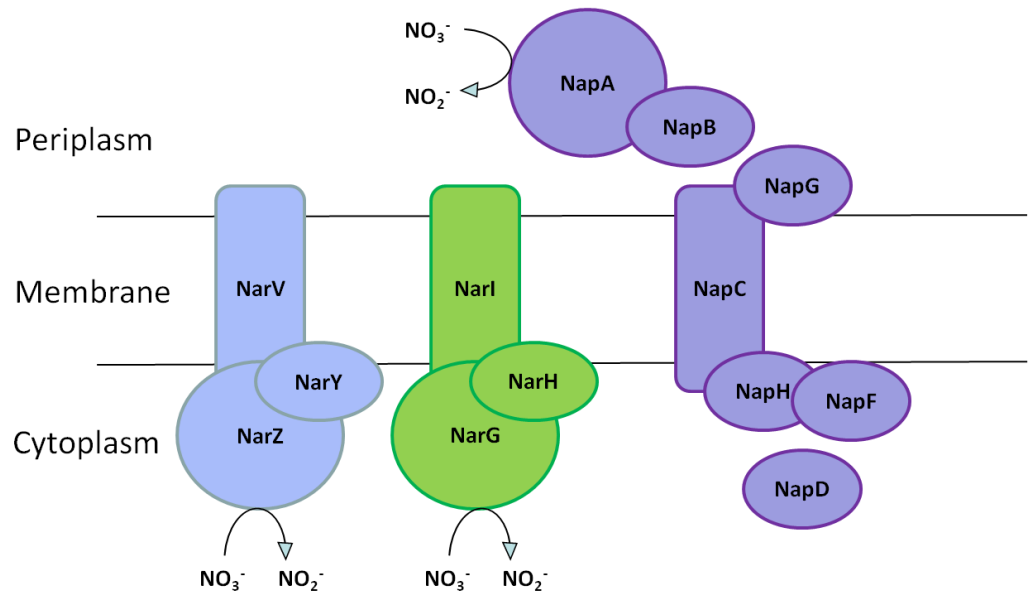 NO₃⁻
NapA
NO₂⁻
NapB
Periplasm
NapG
Membrane
NarV
NarI
NapC
NarY
NarH
NapH
NapF
Cytoplasm
NarZ
NarG
NapD
NO₃⁻ NO₂⁻ NO₃⁻ NO₂⁻